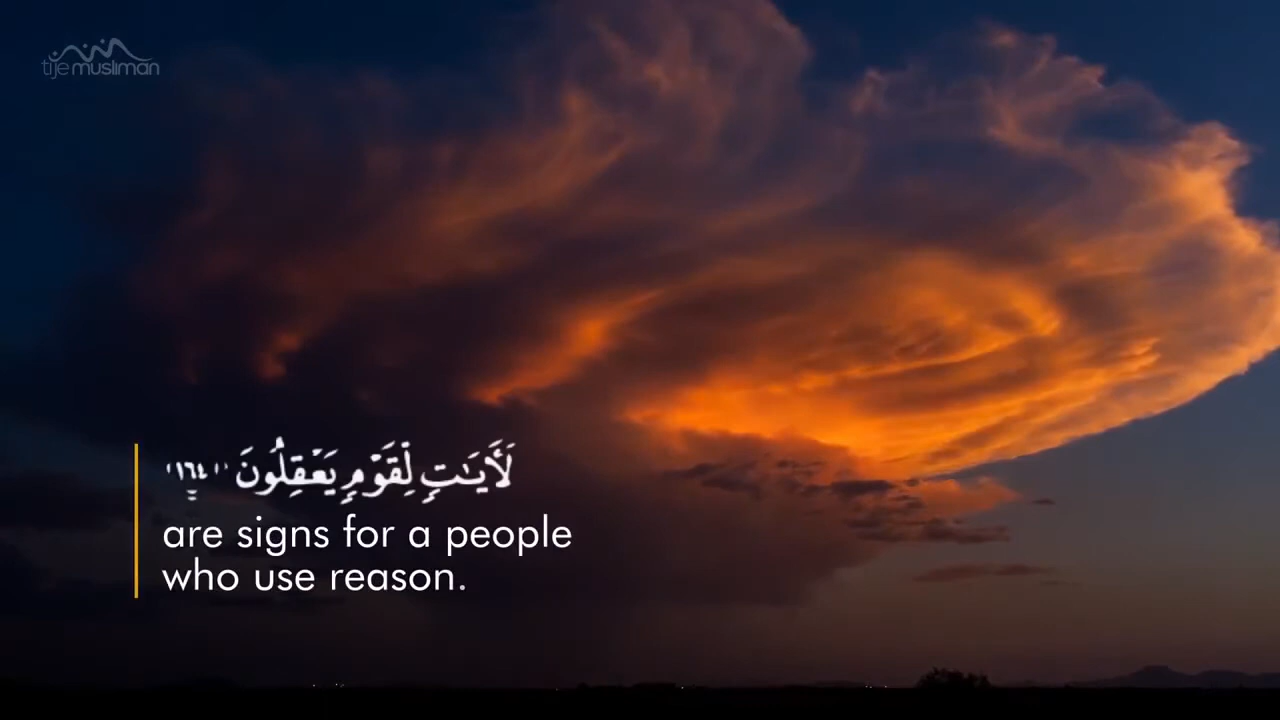 tijemusliman
لَأَيَـٰتٍ لِّقَوْمٍ يَعْقِلُونَ ١٦٤
are signs for a people
who use reason.